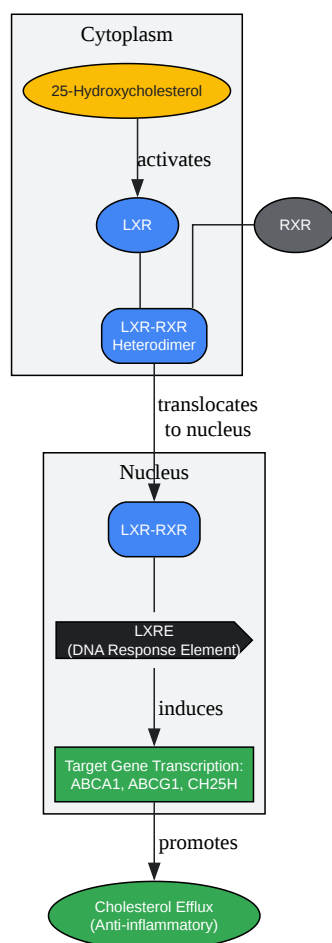 Cytoplasm
25-Hydroxycholesterol
activates
LXR
RXR
LXR-RXR
Heterodimer
translocates
to nucleus
Nucleus
LXR-RXR
LXRE
(DNA Response Element)
induces
Target Gene Transcription:
ABCA1, ABCG1, CH25H
promotes
Cholesterol Efflux
(Anti-inflammatory)